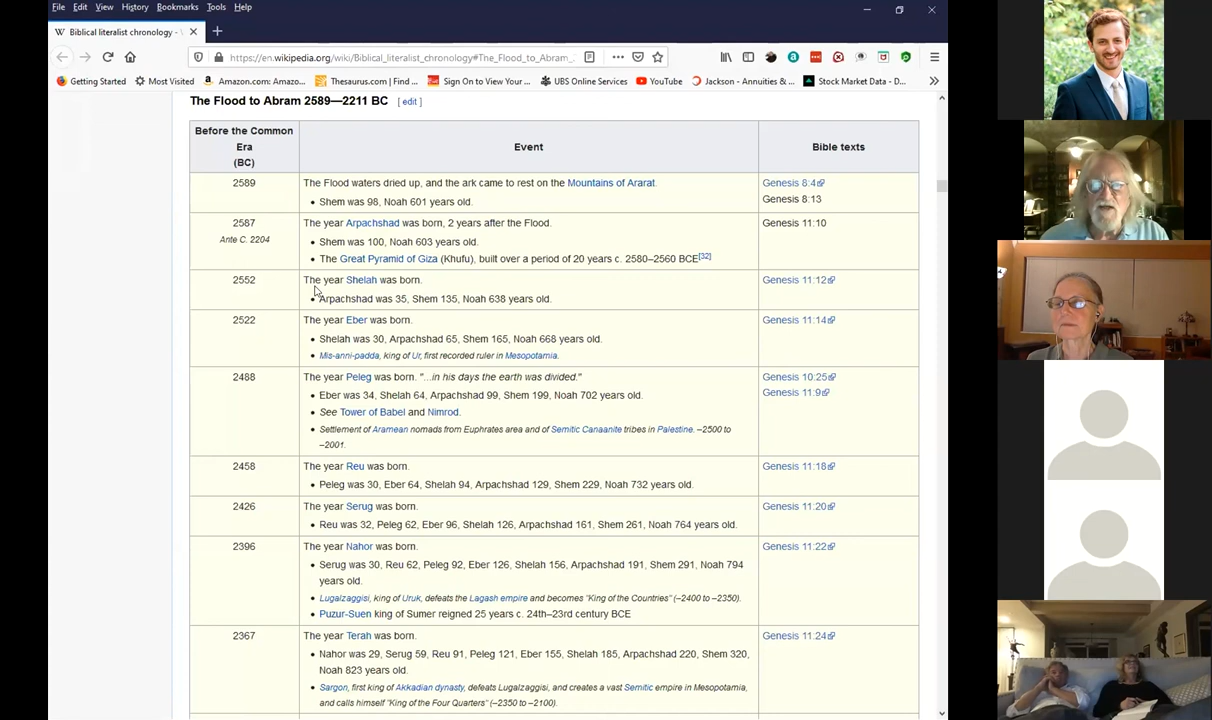 File Edit View History Bookmarks Tools Help
Biblical literalist chronology - \
https://en.wikipedia.org/wiki/Biblical_literalist_chronology#The_Flood_to_Abram_
Getting Started Most Visited Amazon.com: Amazo... Thesaurus.com | Find ... Sign On to View Your ... UBS Online Services YouTube Jackson - Annuities & ... Stock Market Data - D...
The Flood to Abram 2589—2211 BC [ edit ]
Before the Common
Era
(BC)
Event
Bible texts
2589
The Flood waters dried up, and the ark came to rest on the Mountains of Ararat.
Shem was 98, Noah 601 years old.
Genesis 8:4
Genesis 8:13
2587
Ante C. 2204
The year Arpachshad was born, 2 years after the Flood.
Shem was 100, Noah 603 years old.
The Great Pyramid of Giza (Khufu), built over a period of 20 years c. 2580–2560 BCE[32]
Genesis 11:10
2552
The year Shelah was born.
Arpachshad was 35, Shem 135, Noah 638 years old.
Genesis 11:12
2522
The year Eber was born.
Shelah was 30, Arpachshad 65, Shem 165, Noah 668 years old.
Mis-anni-padda, king of Ur, first recorded ruler in Mesopotamia.
Genesis 11:14
2488
The year Peleg was born. "...in his days the earth was divided."
Eber was 34, Shelah 64, Arpachshad 99, Shem 199, Noah 702 years old.
See Tower of Babel and Nimrod.
Settlement of Aramean nomads from Euphrates area and of Semitic Canaanite tribes in Palestine. –2500 to
–2001.
Genesis 10:25
Genesis 11:9
2458
The year Reu was born.
Peleg was 30, Eber 64, Shelah 94, Arpachshad 129, Shem 229, Noah 732 years old.
Genesis 11:18
2426
The year Serug was born.
Reu was 32, Peleg 62, Eber 96, Shelah 126, Arpachshad 161, Shem 261, Noah 764 years old.
Genesis 11:20
2396
The year Nahor was born.
Serug was 30, Reu 62, Peleg 92, Eber 126, Shelah 156, Arpachshad 191, Shem 291, Noah 794
years old.
Lugalzaggisi, king of Uruk, defeats the Lagash empire and becomes "King of the Countries" (–2400 to –2350).
Puzur-Suen king of Sumer reigned 25 years c. 24th–23rd century BCE
Genesis 11:22
2367
The year Terah was born.
Nahor was 29, Serug 59, Reu 91, Peleg 121, Eber 155, Shelah 185, Arpachshad 220, Shem 320,
Noah 823 years old.
Sargon, first king of Akkadian dynasty, defeats Lugalzaggisi, and creates a vast Semitic empire in Mesopotamia,
and calls himself "King of the Four Quarters" (–2350 to –2100).
Genesis 11:24